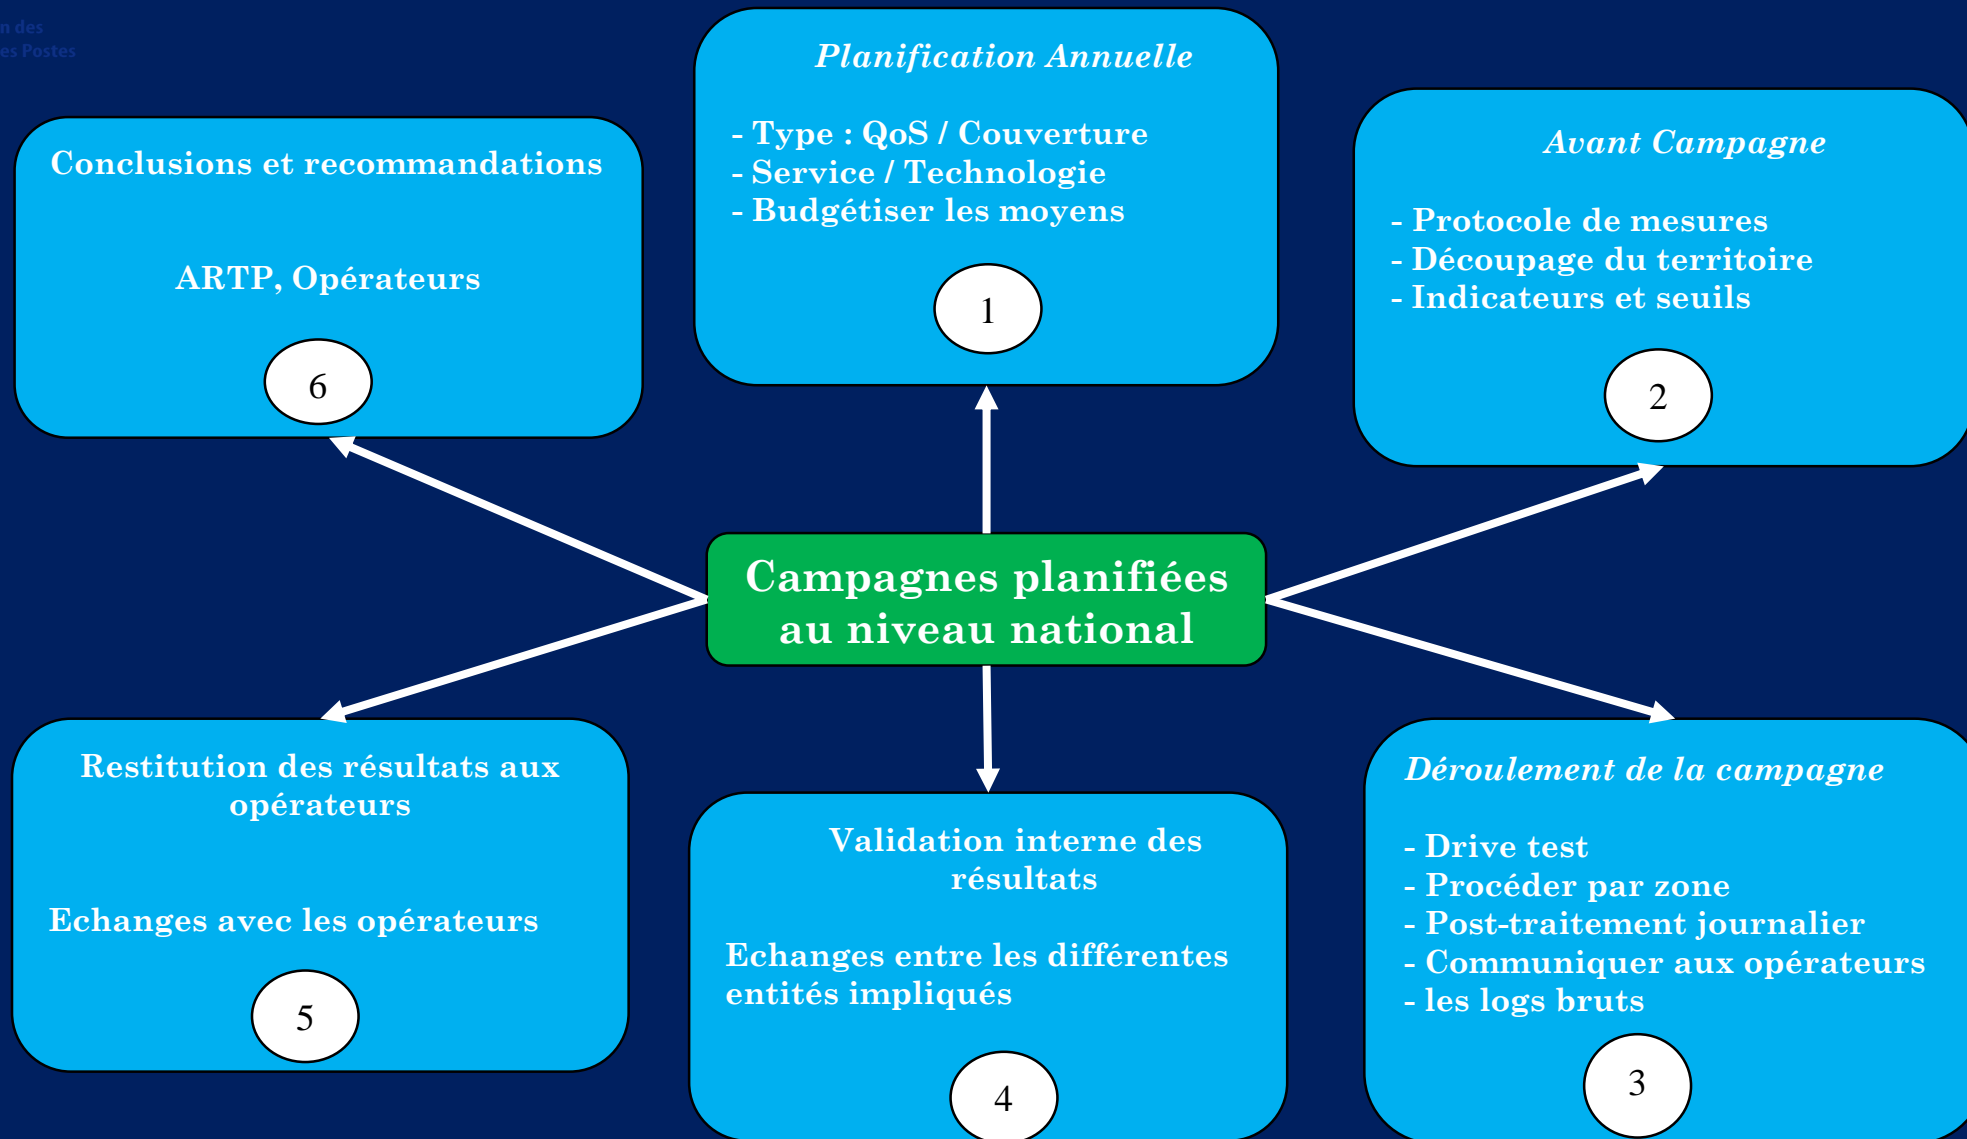 n des
es Postes
Planification Annuelle
- Type : QoS / Couverture
- Service / Technologie
- Budgétiser les moyens
1
Avant Campagne
- Protocole de mesures
- Découpage du territoire
- Indicateurs et seuils
2
Conclusions et recommandations
ARTP, Opérateurs
6
Campagnes planifiées
au niveau national
Restitution des résultats aux
opérateurs
Echanges avec les opérateurs
5
Validation interne des
résultats
Echanges entre les différentes
entités impliqués
4
Déroulement de la campagne
- Drive test
- Procéder par zone
- Post-traitement journalier
- Communiquer aux opérateurs
- les logs bruts
3